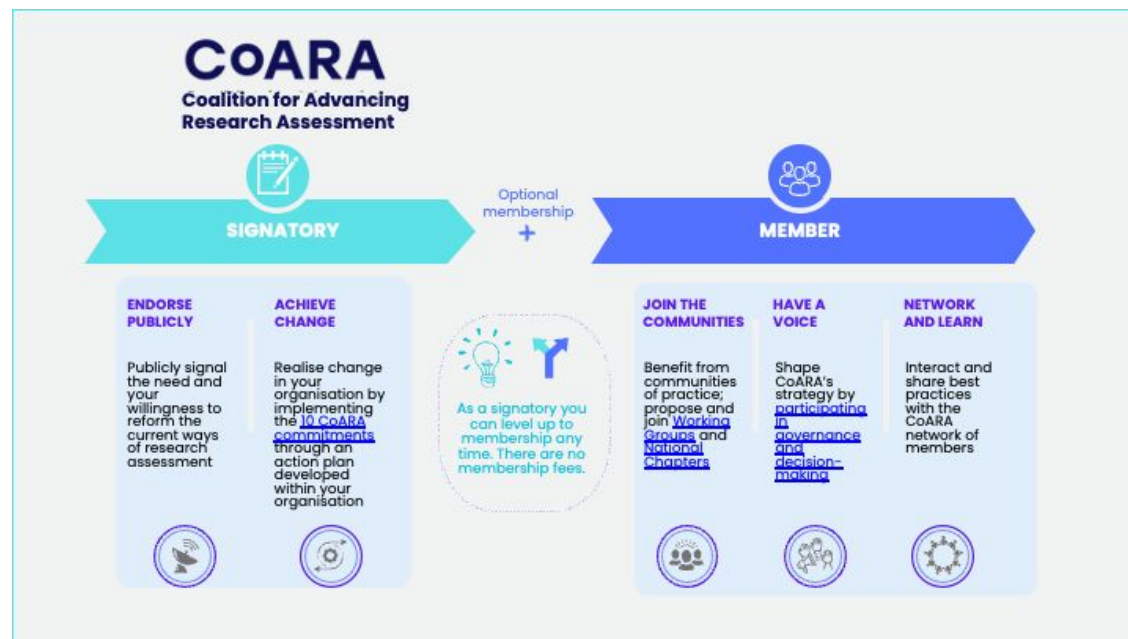 CoARA
Coalition for Advancing
Research Assessment
SIGNATORY
Optional
membership
+
MEMBER
ENDORSE
PUBLICLY
Publicly signal
the need and
your
willingness to
reform the
current ways
of research
assessment
ACHIEVE
CHANGE
Realise change
in your
organisation by
implementing
the 10 CoARA
commitments
through an
action plan
developed
within your
organisation
As a signatory you
can level up to
membership any
time. There are no
membership fees.
JOIN THE
COMMUNITIES
Benefit from
communities
of practice;
propose and
join Working
Groups and
National
Chapters
HAVE A
VOICE
Shape
CoARA's
strategy by
participating
in
governance
and
decision-
making
NETWORK
AND LEARN
Interact and
share best
practices
with the
CoARA
network of
members